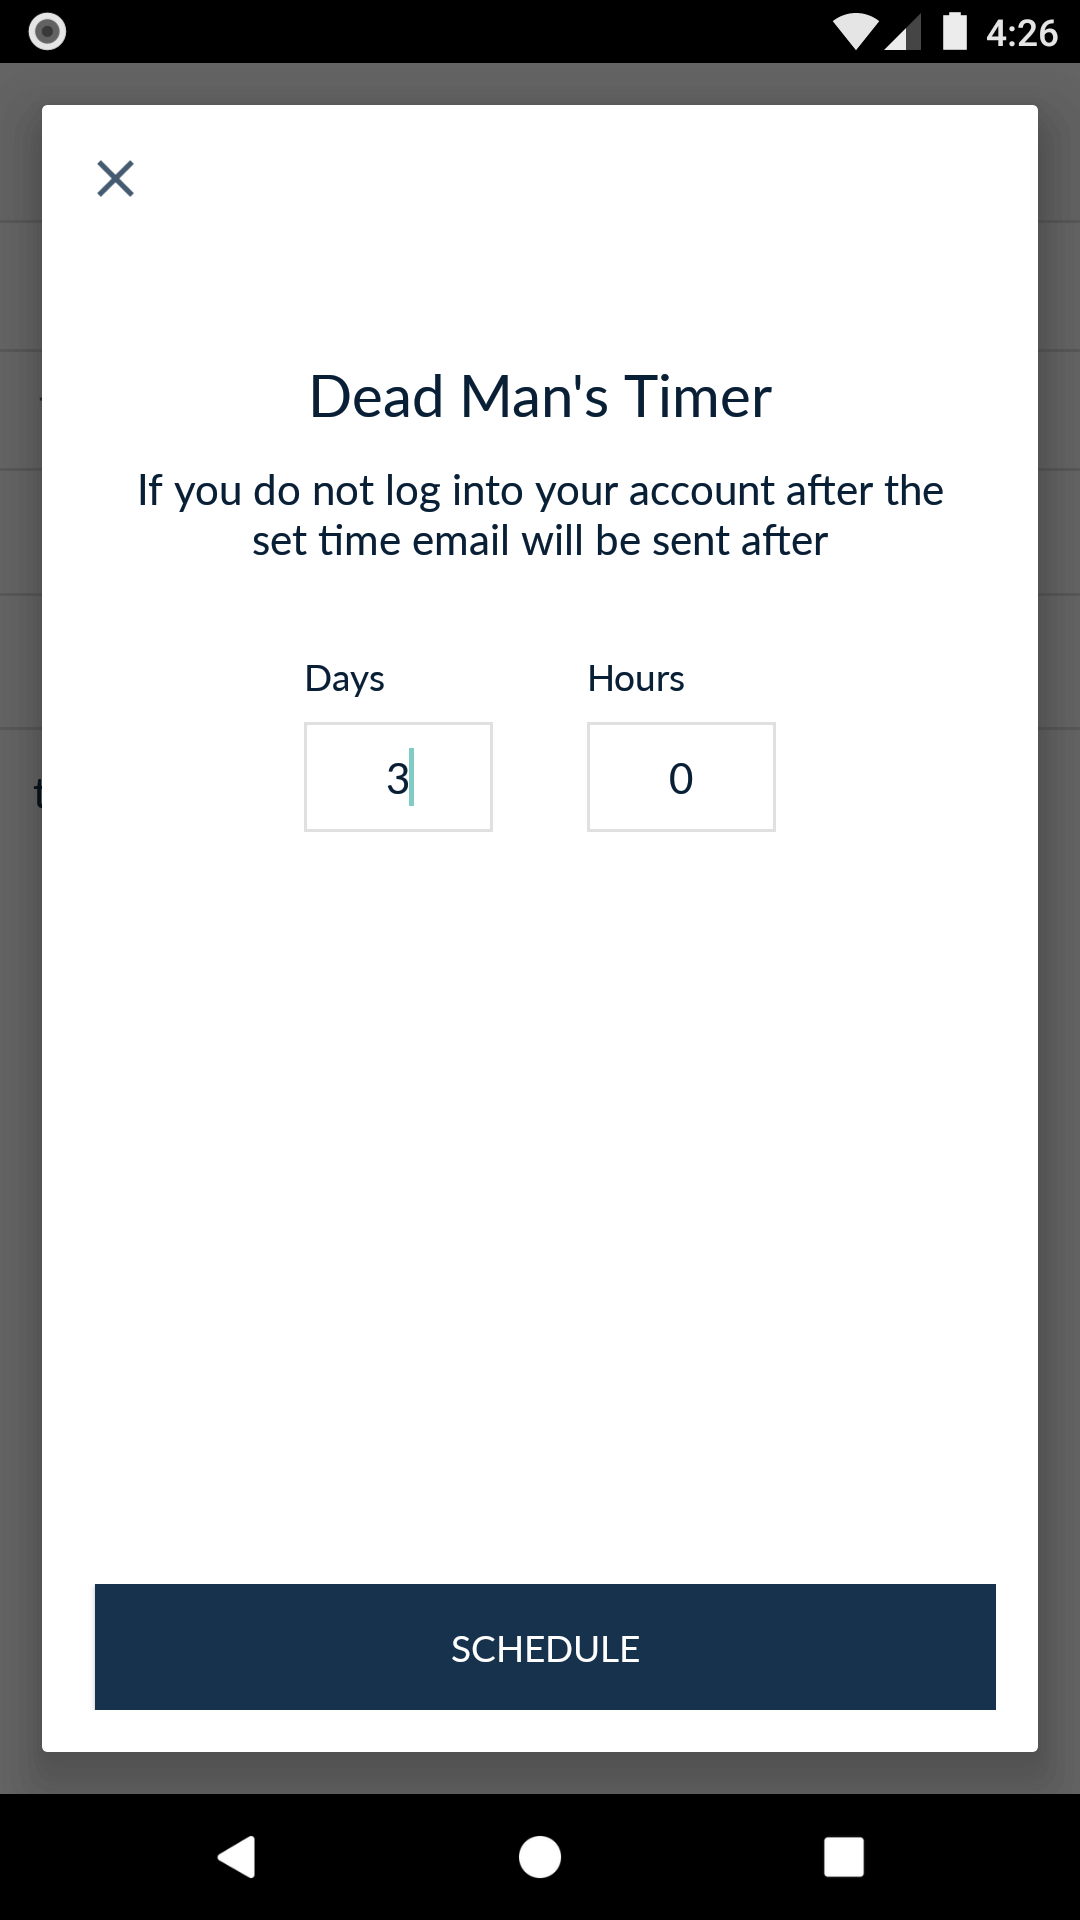 4:26
Dead Man's Timer
If you do not log into your account after the
set time email will be sent after
Days Hours
3 0
SCHEDULE